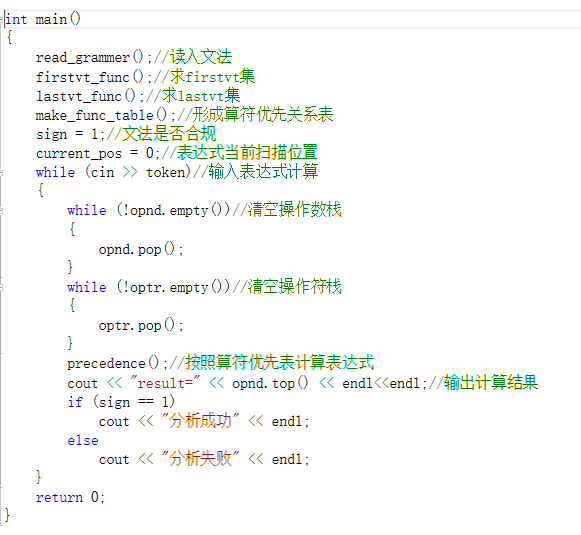 int main()
{
    read_grammer();//读入文法
    firstvt_func();//求firstvt集
    lastvt_func();//求lastvt集
    make_func_table();//形成算符优先关系表
    sign = 1;//文法是否合规
    current_pos = 0;//表达式当前扫描位置
    while (cin >> token)//输入表达式计算
    {
        while (!opnd.empty())//清空操作数栈
        {
            opnd.pop();
        }
        while (!optr.empty())//清空操作符栈
        {
            optr.pop();
        }
        precedence();//按照算符优先表计算表达式
        cout << "result=" << opnd.top() << endl<<endl;//输出计算结果
        if (sign == 1)
            cout << "分析成功" << endl;
        else
            cout << "分析失败" << endl;
    }
    return 0;
}